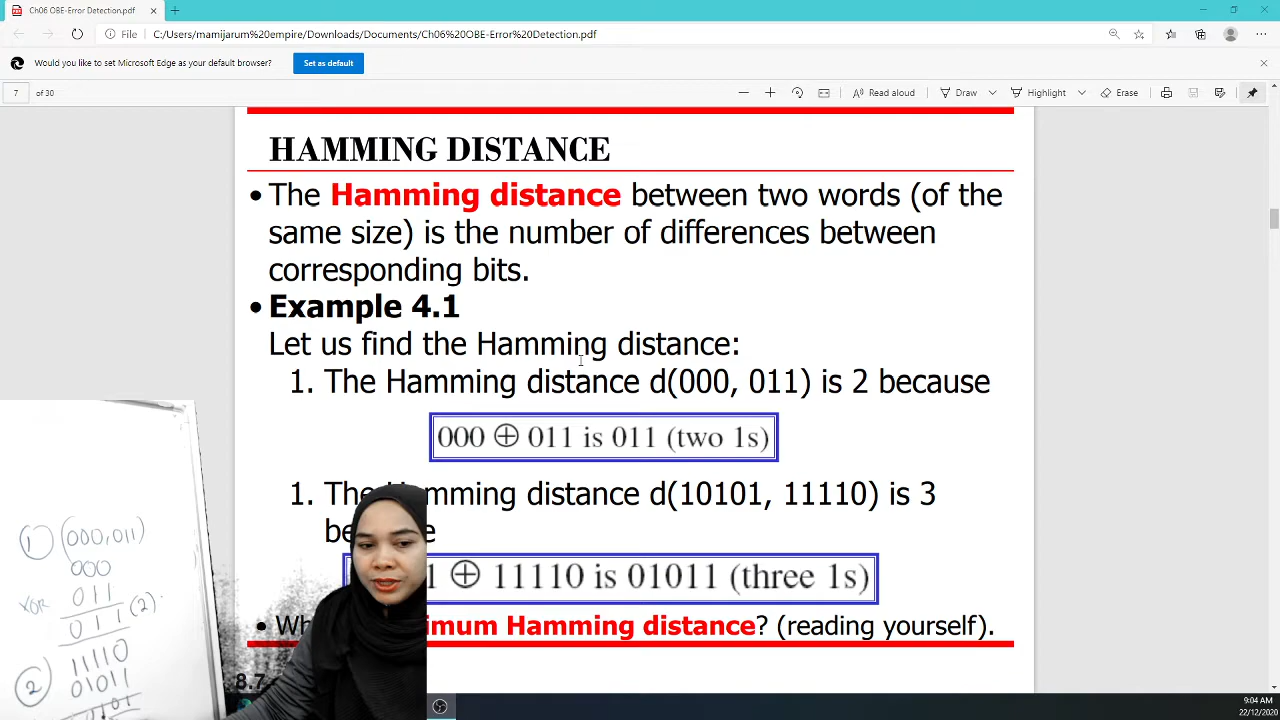 Ch06 OBE-Error Detection.pdf
File C:/Users/mamijarum%20empire/Downloads/Documents/Ch06%20OBE-Error%20Detection.pdf
Would you like to set Microsoft Edge as your default browser? Set as default
7 of 30 Read aloud Draw Highlight Erase
HAMMING DISTANCE
• The Hamming distance between two words (of the
same size) is the number of differences between
corresponding bits.
• Example 4.1
Let us find the Hamming distance:
1. The Hamming distance d(000, 011) is 2 because
000 ⊕ 011 is 011 (two 1s)
1. The Hamming distance d(10101, 11110) is 3
be e
1 ⊕ 11110 is 01011 (three 1s)
• Wh imum Hamming distance? (reading yourself).
8.7
1 (000,011)
000
XOR 011
011 (2)
2 11110
01011
9:04 AM
22/12/2020